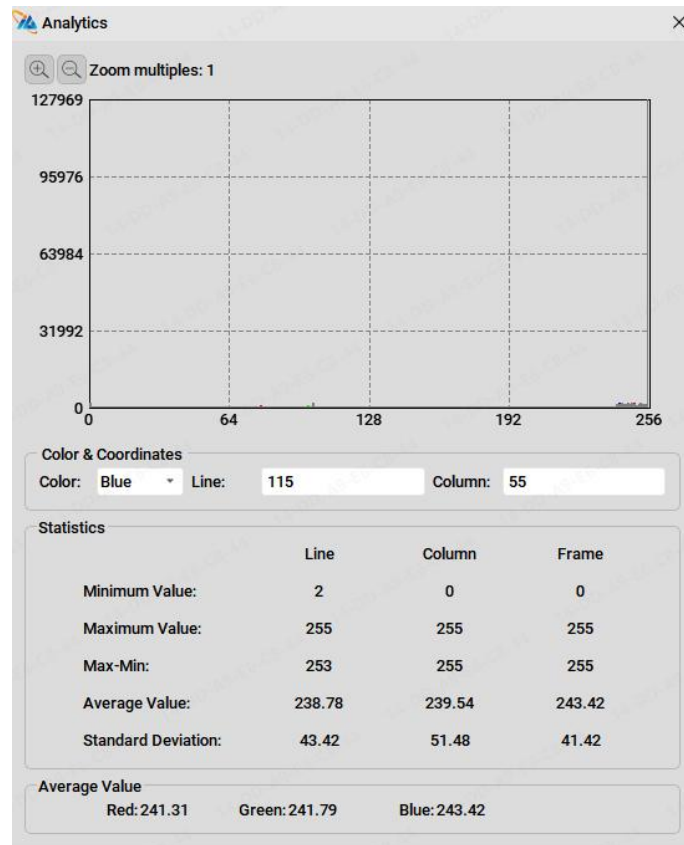 Analytics
Zoom multiples: 1
127969
95976
63984
31992
0
0 64 128 192 256
Color & Coordinates
Color: Blue Line: 115 Column: 55
Statistics
Line Column Frame
Minimum Value: 2 0 0
Maximum Value: 255 255 255
Max-Min: 253 255 255
Average Value: 238.78 239.54 243.42
Standard Deviation: 43.42 51.48 41.42
Average Value
Red:241.31 Green:241.79 Blue:243.42